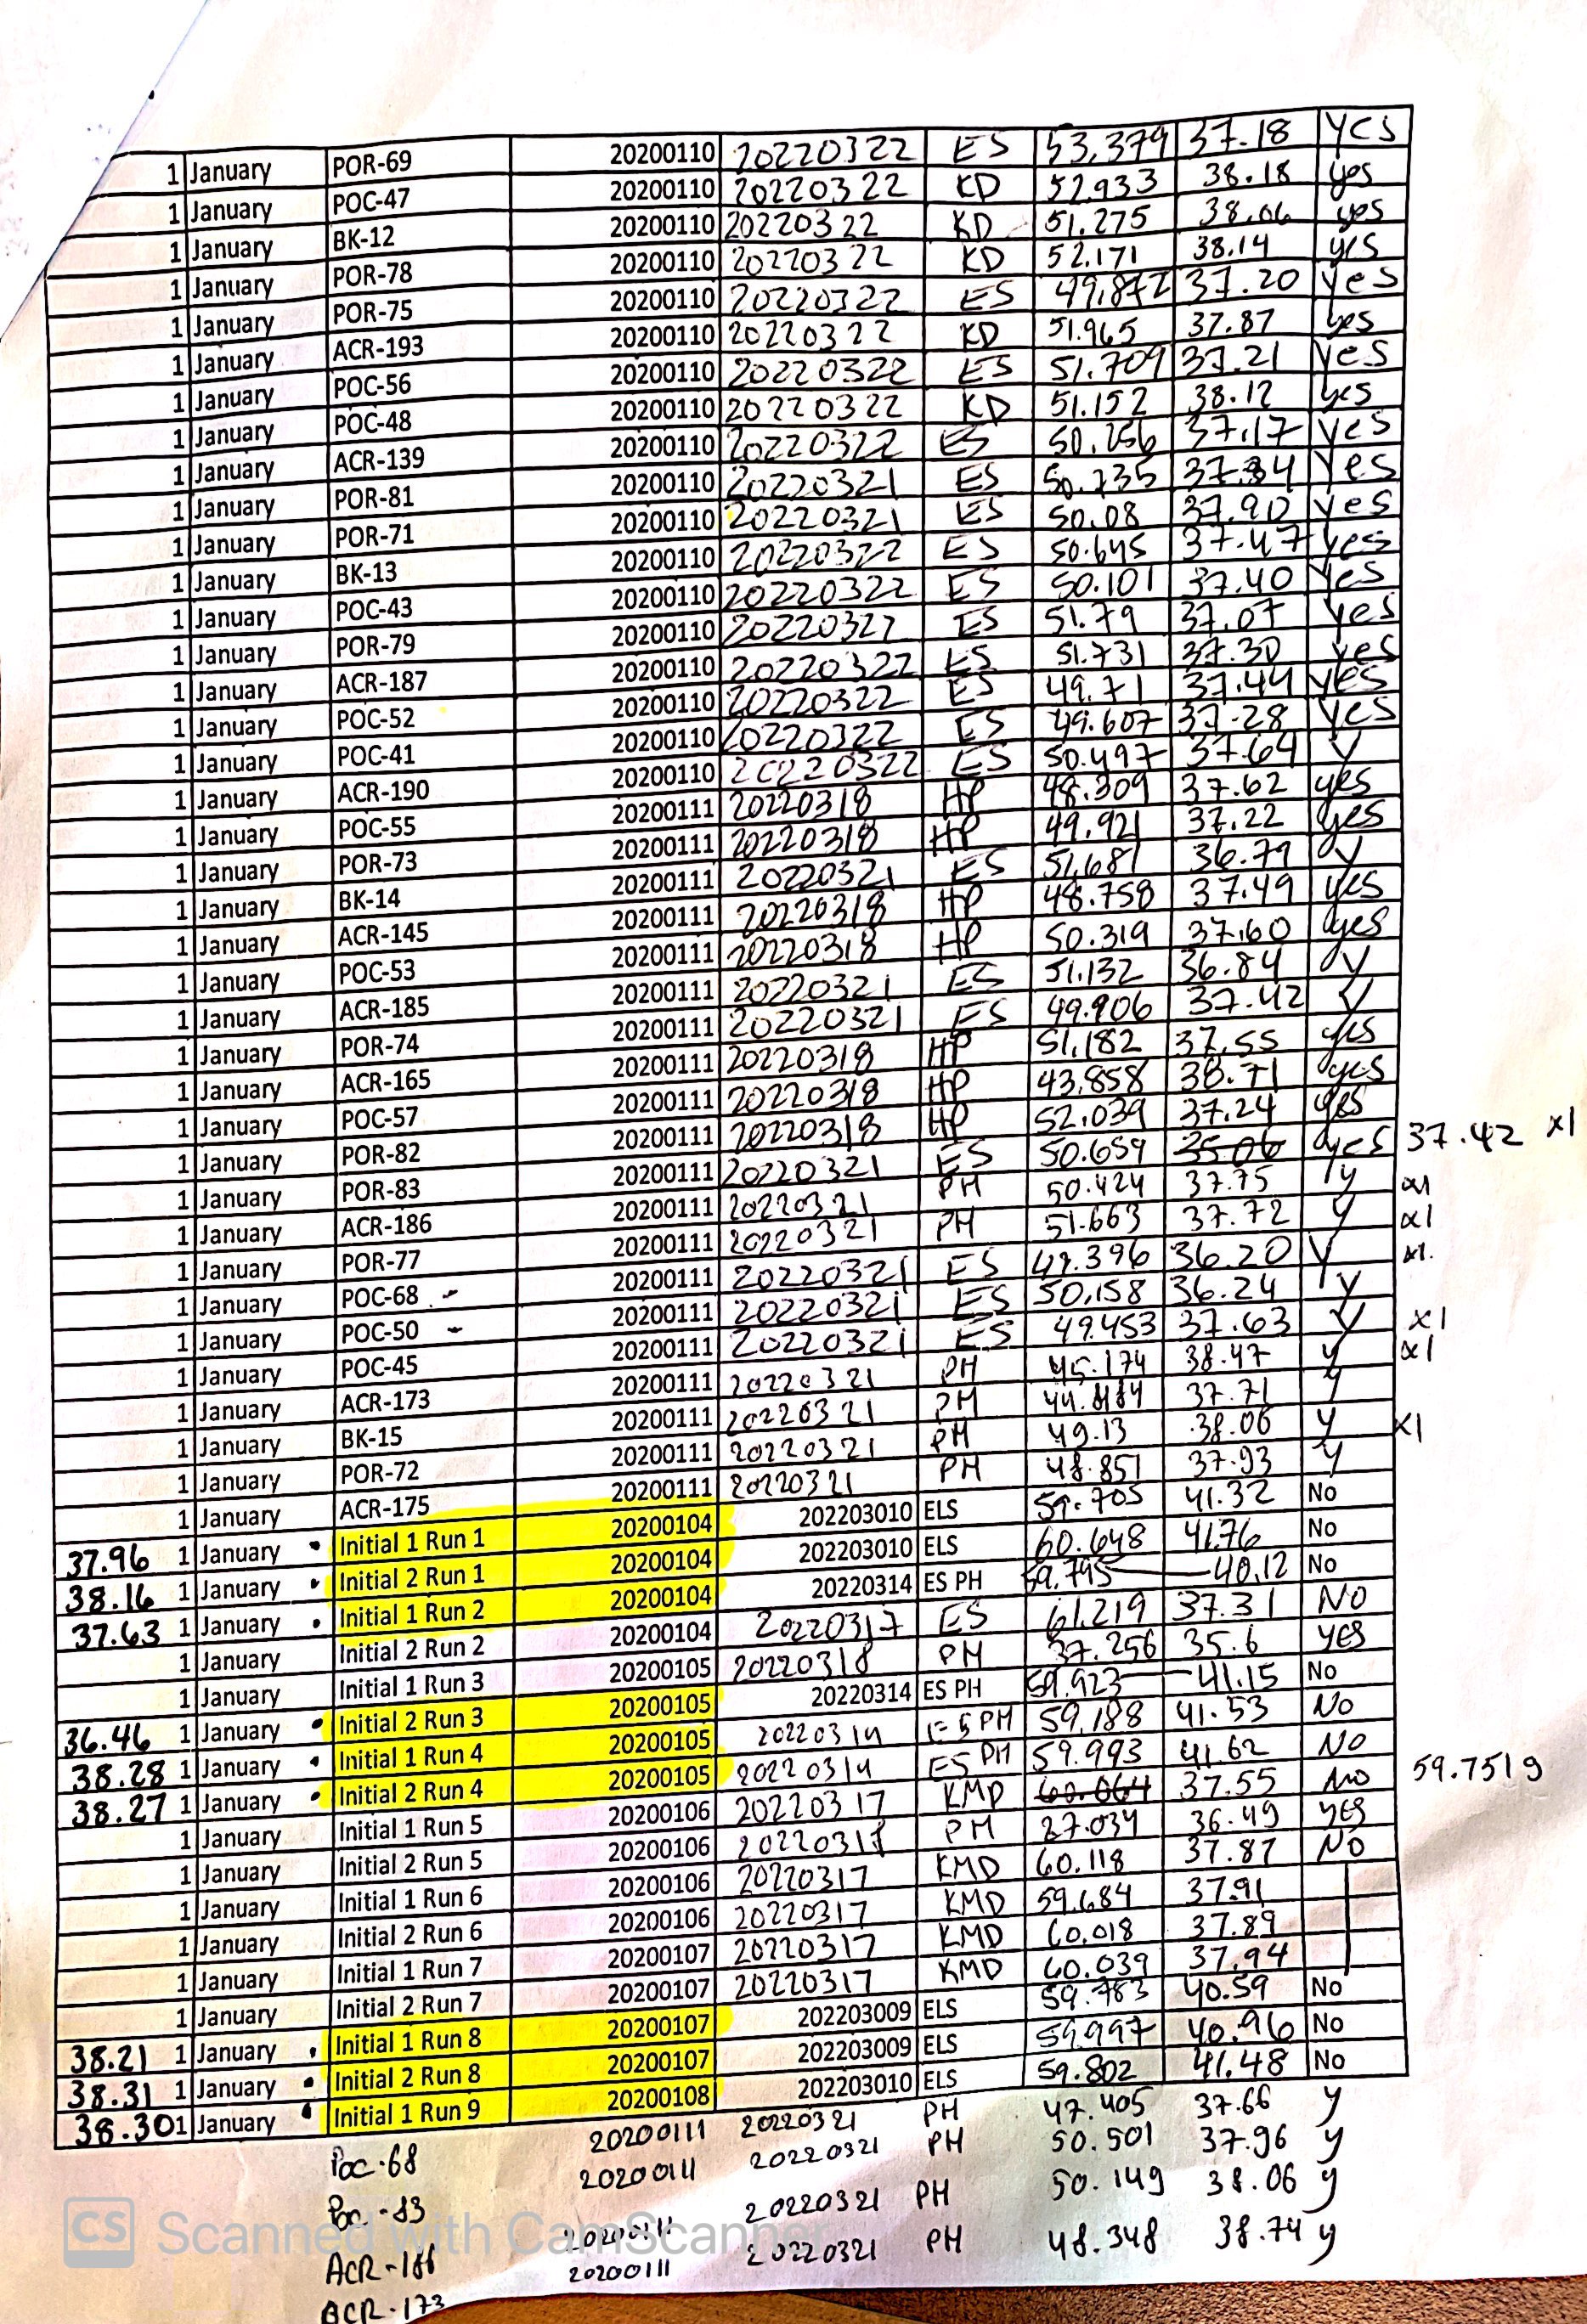 1 January POR-69 20200110 20220322 ES 53.379 37.18 YES
1 January POC-47 20200110 20220322 KD 52.933 38.18 yes
1 January BK-12 20200110 20220322 KD 51.275 38.06 yes
1 January POR-78 20200110 20220322 KD 52.171 38.14 yes
1 January POR-75 20200110 20220322 ES 49.872 37.20 yes
1 January ACR-193 20200110 20220322 KD 51.965 37.87 yes
1 January POC-56 20200110 20220322 ES 51.709 37.21 yes
1 January POC-48 20200110 20220322 KD 51.152 38.12 yes
1 January ACR-139 20200110 20220322 ES 50.256 37.17 yes
1 January POR-81 20200110 20220321 ES 50.735 37.34 yes
1 January POR-71 20200110 20220321 ES 50.08 37.90 yes
1 January BK-13 20200110 20220322 ES 50.645 37.47 yes
1 January POC-43 20200110 20220322 ES 50.101 37.40 yes
1 January POR-79 20200110 20220322 ES 51.79 37.07 yes
1 January ACR-187 20200110 20220322 ES 51.731 37.30 yes
1 January POC-52 20200110 20220322 ES 49.71 37.44 yes
1 January POC-41 20200110 20220322 ES 49.607 37.28 yes
1 January ACR-190 20200110 20220322 ES 50.497 37.64 y
1 January POC-55 20200111 20220318 HP 48.309 37.62 yes
1 January POR-73 20200111 20220318 HP 49.921 37.22 yes
1 January BK-14 20200111 20220321 ES 51.681 36.79 y
1 January ACR-145 20200111 20220318 HP 48.758 37.49 yes
1 January POC-53 20200111 20220318 HP 50.319 37.60 yes
1 January ACR-185 20200111 20220321 ES 51.132 36.84 y
1 January POR-74 20200111 20220321 ES 49.906 37.42 y
1 January ACR-165 20200111 20220318 HP 51.182 37.55 yes
1 January POC-57 20200111 20220318 HP 43.858 38.71 yes
1 January POR-82 20200111 20220318 HP 52.039 37.24 yes
1 January POR-83 20200111 20220321 ES 50.659 35.06 yes 37.42 x1
1 January ACR-186 20200111 20220321 PH 50.424 37.75 y x1
1 January POR-77 20200111 20220321 PH 51.663 37.72 y x1
1 January POC-68 - 20200111 20220321 ES 47.396 36.20 y x1.
1 January POC-50 - 20200111 20220321 ES 50.158 36.24 y
1 January POC-45 20200111 20220321 ES 49.453 37.63 y x1
1 January ACR-173 20200111 20220321 PH 45.174 38.47 y x1
1 January BK-15 20200111 20220321 PH 37.71 y
1 January POR-72 20200111 20220321 PH 49.13 38.06 y x1
1 January ACR-175 20200111 20220321 PH 48.851 37.93 y
37.96 1 January • Initial 1 Run 1 20200104 202203010 ELS 59.705 41.32 No
38.16 1 January • Initial 2 Run 1 20200104 202203010 ELS 60.648 41.76 No
37.63 1 January • Initial 1 Run 2 20200104 20220314 ES PH 59.795 40.12 No
1 January Initial 2 Run 2 20200104 20220317 ES 61.219 37.31 NO
1 January Initial 1 Run 3 20200105 20220318 PH 37.256 35.6 YES
36.46 1 January • Initial 2 Run 3 20200105 20220314 ES PH 59.923 41.15 No
38.28 1 January • Initial 1 Run 4 20200105 20220314 ES PH 59.188 41.53 No
38.27 1 January • Initial 2 Run 4 20200105 20220314 ES PH 59.993 41.62 No
1 January Initial 1 Run 5 20200106 20220317 KMD 60.064 37.55 No 59.751g
1 January Initial 2 Run 5 20200106 20220318 PM 27.034 36.49 yes
1 January Initial 1 Run 6 20200106 20220317 KMD 60.118 37.87 NO
1 January Initial 2 Run 6 20200106 20220317 KMD 59.684 37.91
1 January Initial 1 Run 7 20200107 20220317 KMD 60.018 37.89
1 January Initial 2 Run 7 20200107 20220317 KMD 60.039 37.94
38.21 1 January • Initial 1 Run 8 20200107 202203009 ELS 59.783 40.59 No
38.31 1 January • Initial 2 Run 8 20200107 202203009 ELS 59.997 40.96 No
38.30 1 January • Initial 1 Run 9 20200108 202203010 ELS 59.802 41.48 No
POC-68 20200111 20220321 PH 47.405 37.66 y
20200111 20220321 PH 50.501 37.96 y
ACR-186 20200111 20220321 PH 50.149 38.06 y
ACR-173 20200111 20220321 PH 48.348 38.74 y
CS Scanned with CamScanner